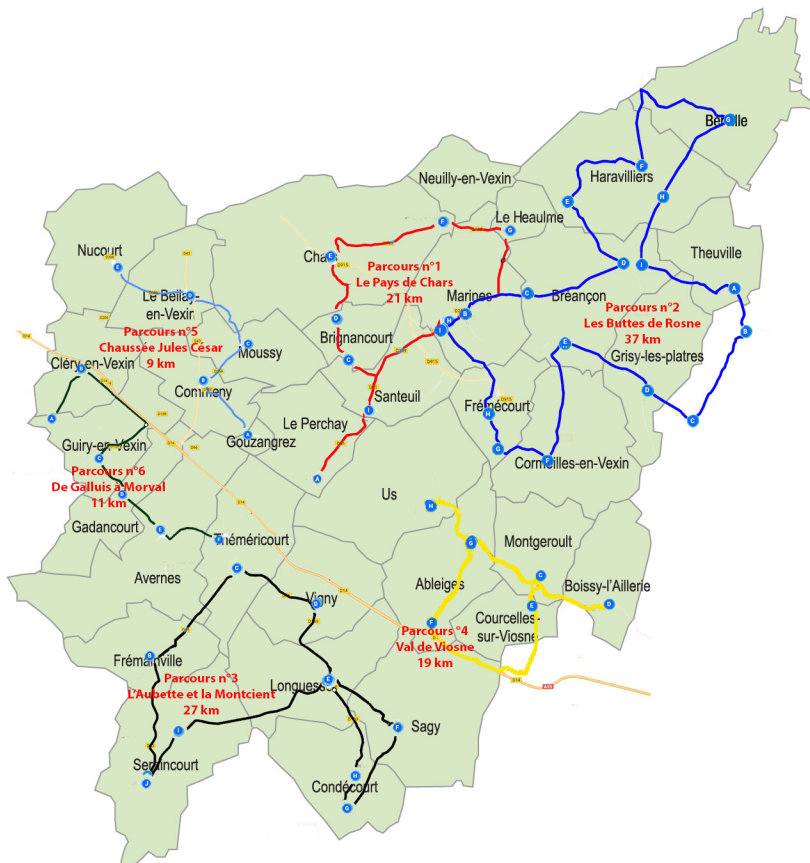 Berville
Neuilly-en-Vexin
Haravilliers
Le Heaulme
Nucourt
Chars
Theuville
Parcours n°1
Le Pays de Chars
21 km
Le Bellay-
en-Vexin
Marines
Bréançon
Parcours n°2
Les Buttes de Rosne
37 km
Parcours n°5
Chaussée Jules César
9 km
Brignancourt
Moussy
Grisy-les-platres
Cléry-en-Vexin
Commeny
Santeuil
Le Perchay
Frémécourt
Gouzangrez
Guiry-en-Vexin
Cormeilles-en-Vexin
Parcours n°6
De Galluis à Morval
11 km
Us
Gadancourt
Théméricourt
Montgeroult
Avernes
Ableiges
Boissy-l'Aillerie
Vigny
Courcelles-
sur-Viosne
Parcours °4
Val de Viosne
19 km
Frémainville
Parcours n°3
L'Aubette et la Montcient
27 km
Longuesse
Sagy
Seraincourt
Condécourt